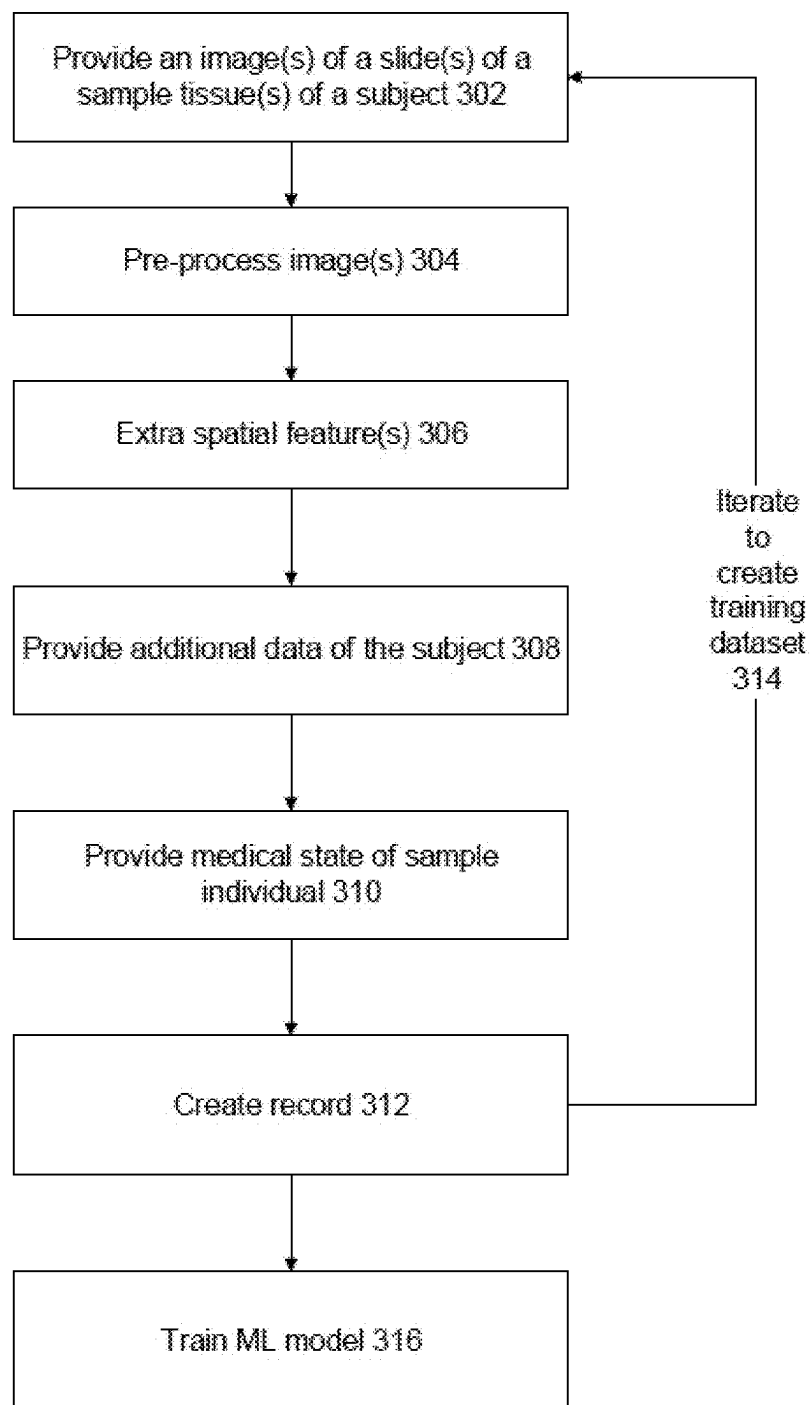 Provide an image(s) of a slide(s) of a
sample tissue(s) of a subject 302
Pre-process image(s) 304
Extra spatial feature(s) 306
Provide additional data of the subject 308
Provide medical state of sample
individual 310
Create record 312
Train ML model 316
Iterate
to
create
training
dataset
314